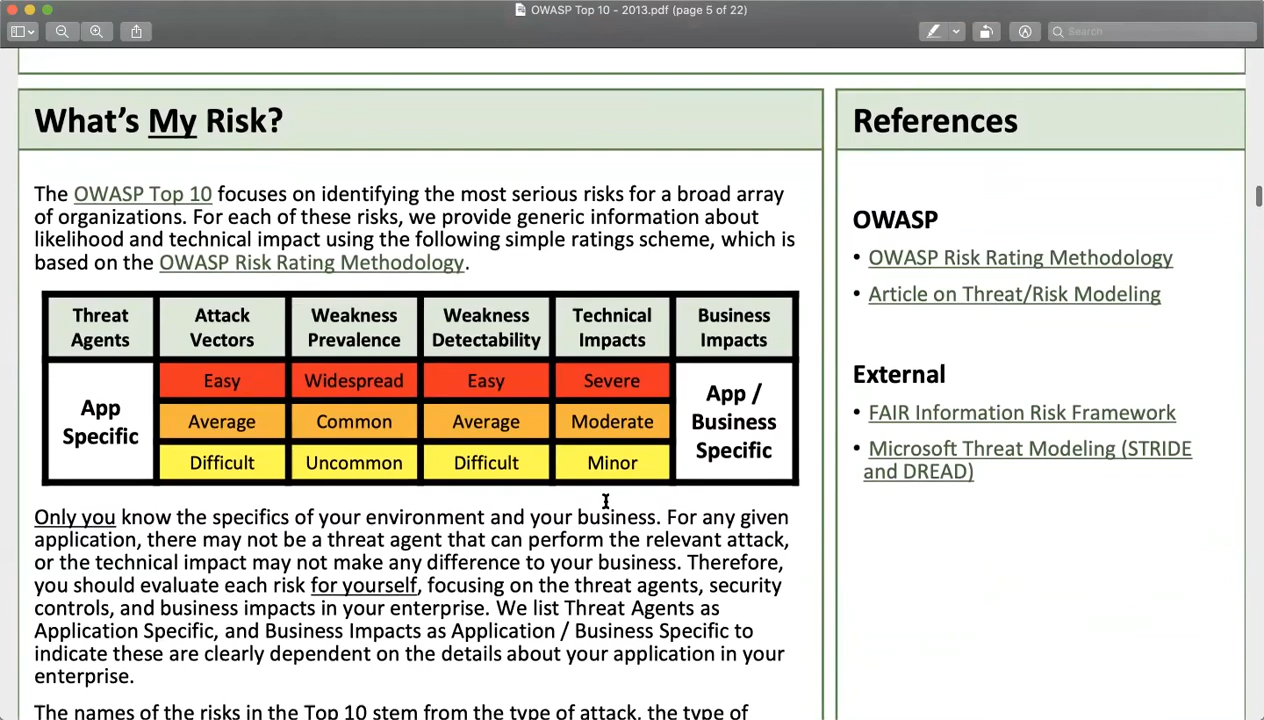 OWASP Top 10 - 2013.pdf (page 5 of 22)
Search
What's My Risk?
The OWASP Top 10 focuses on identifying the most serious risks for a broad array
of organizations. For each of these risks, we provide generic information about
likelihood and technical impact using the following simple ratings scheme, which is
based on the OWASP Risk Rating Methodology.
Threat Agents
Attack Vectors
Weakness Prevalence
Weakness Detectability
Technical Impacts
Business Impacts
App Specific
Easy
Widespread
Easy
Severe
App / Business Specific
Average
Common
Average
Moderate
Difficult
Uncommon
Difficult
Minor
Only you know the specifics of your environment and your business. For any given
application, there may not be a threat agent that can perform the relevant attack,
or the technical impact may not make any difference to your business. Therefore,
you should evaluate each risk for yourself, focusing on the threat agents, security
controls, and business impacts in your enterprise. We list Threat Agents as
Application Specific, and Business Impacts as Application / Business Specific to
indicate these are clearly dependent on the details about your application in your
enterprise.
The names of the risks in the Top 10 stem from the type of attack, the type of
References
OWASP
• OWASP Risk Rating Methodology
• Article on Threat/Risk Modeling
External
• FAIR Information Risk Framework
• Microsoft Threat Modeling (STRIDE
and DREAD)